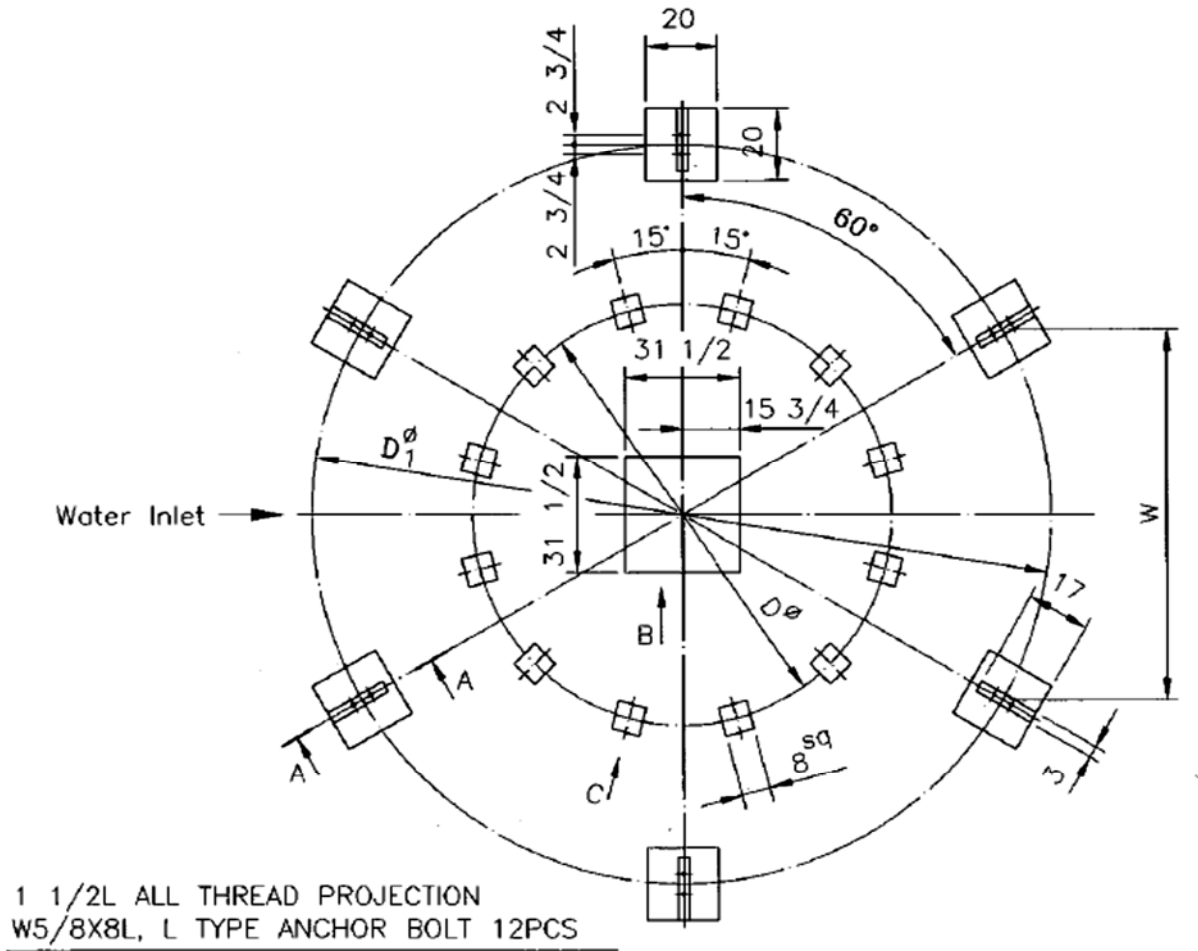 20
2 3/4
20
2 3/4
60°
15°
15°
31 1/2
15 3/4
D₁ø
31 1/2
Water Inlet
W
17
Dø
B
A
8 sq
3
A
C
1 1/2L ALL THREAD PROJECTION
W5/8X8L, L TYPE ANCHOR BOLT 12PCS